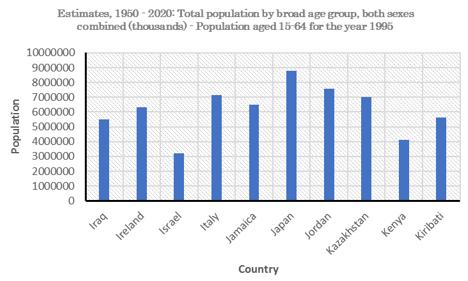 Estimates, 1950 - 2020: Total population by broad age group, both sexes
combined (thousands) - Population aged 15-64 for the year 1995
10000000
9000000
8000000
7000000
6000000
5000000
4000000
3000000
2000000
1000000
0
Population
Iraq
Ireland
Israel
Italy
Jamaica
Japan
Jordan
Kazakhstan
Kenya
Kiribati
Country